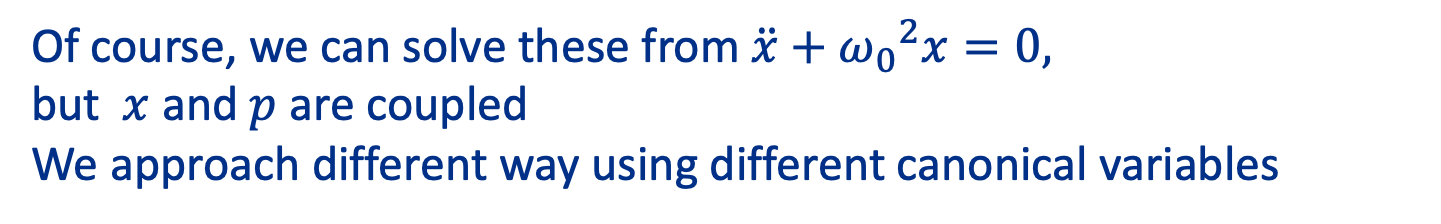 Of course, we can solve these from ẍ + ω₀²x = 0,
but x and p are coupled
We approach different way using different canonical variables